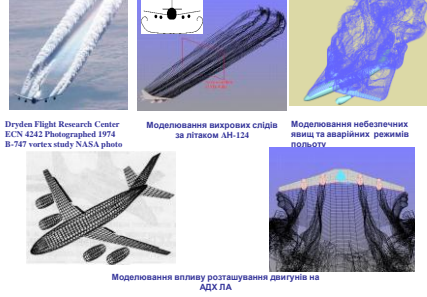 Dryden Flight Research Center
ECN 4242 Photographed 1974
B-747 vortex study NASA photo
Моделювання вихрових слідів
за літаком АН-124
Моделювання небезпечних
явищ та аварійних режимів
польоту
Моделювання впливу розташування двигунів на
АДХ ЛА